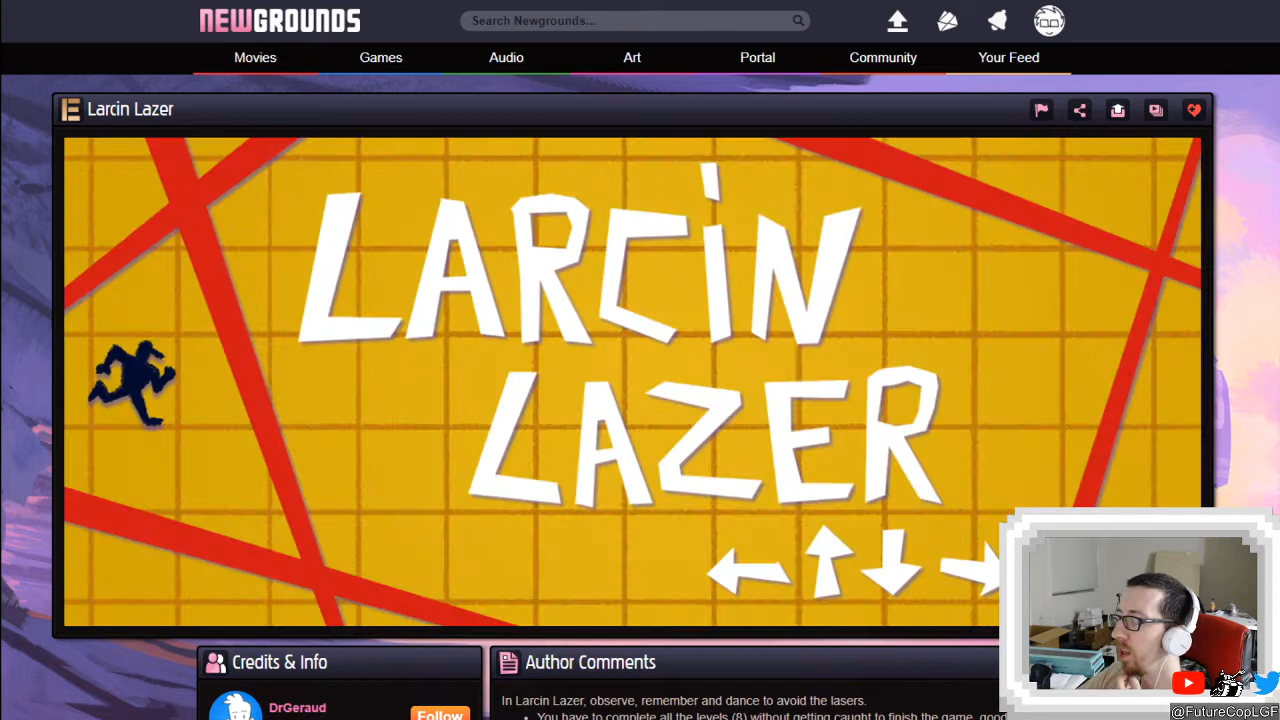 NEWGROUNDS
Search Newgrounds...
Movies
Games
Audio
Art
Portal
Community
Your Feed
E
Larcin Lazer
LARCiN
LAZER
Credits & Info
DrGeraud
Follow
Author Comments
In Larcin Lazer, observe, remember and dance to avoid the lasers.
You have to complete all the levels (8) without getting caught to finish the game, good
@FutureCopLGF